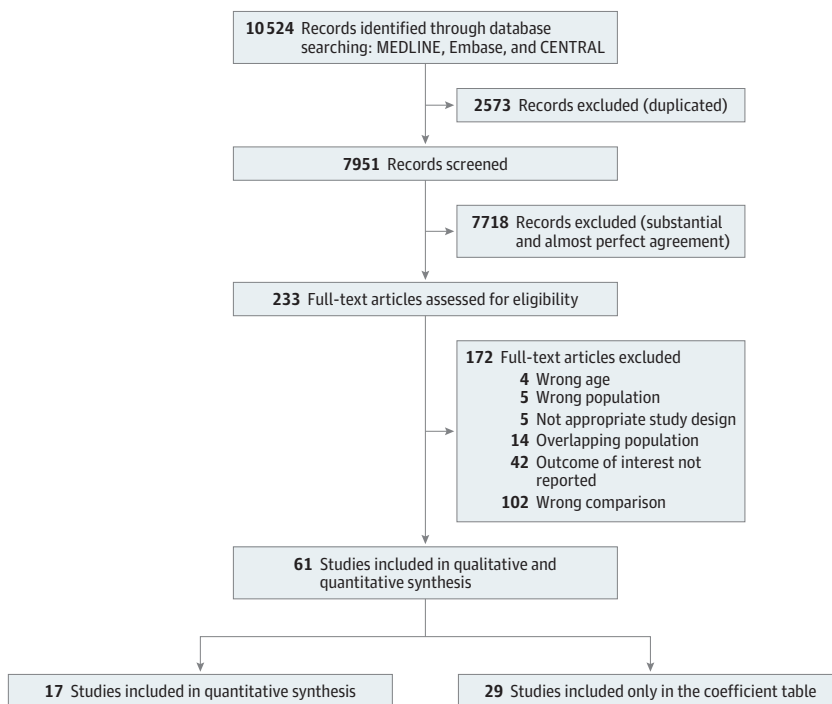 10524 Records identified through database
searching: MEDLINE, Embase, and CENTRAL
2573 Records excluded (duplicated)
7951 Records screened
7718 Records excluded (substantial
and almost perfect agreement)
233 Full-text articles assessed for eligibility
172 Full-text articles excluded
4 Wrong age
5 Wrong population
5 Not appropriate study design
14 Overlapping population
42 Outcome of interest not
reported
102 Wrong comparison
61 Studies included in qualitative and
quantitative synthesis
17 Studies included in quantitative synthesis
29 Studies included only in the coefficient table